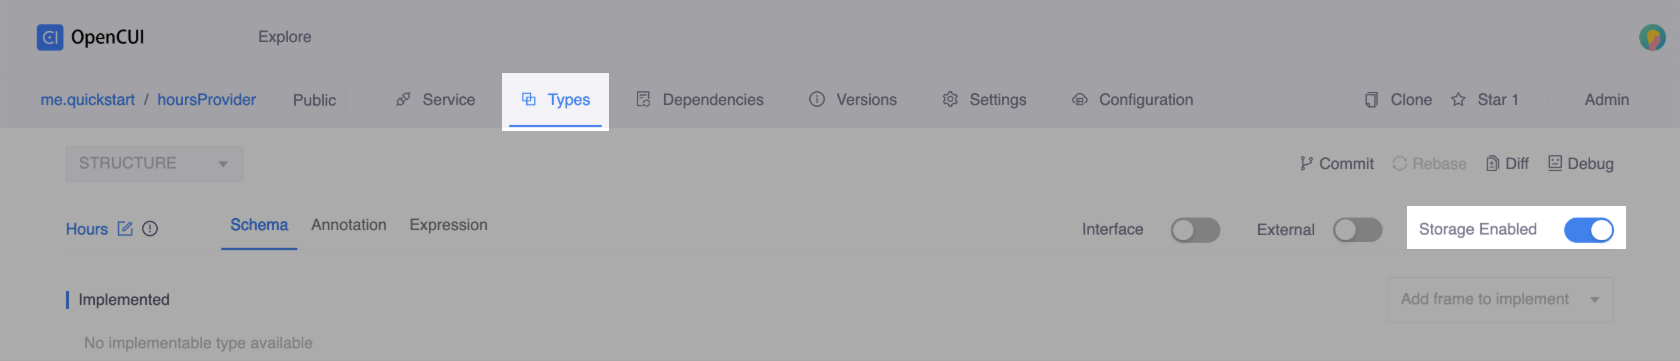 OpenCUI Explore
me.quickstart / hoursProvider Public Service Types Dependencies Versions Settings Configuration Clone Star 1 Admin
STRUCTURE Commit Rebase Diff Debug
Hours Schema Annotation Expression Interface External Storage Enabled
Implemented Add frame to implement
No implementable type available